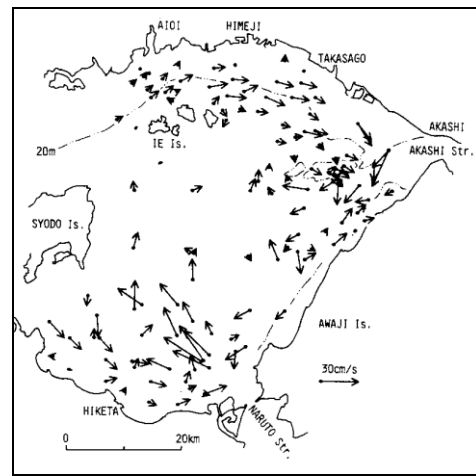 AIOI
HIMEJI
TAKASAGO
AKASHI
AKASHI Str.
20m
IE Is.
SYODO Is.
AWAJI Is.
30cm/s
HIKETA
NARUTO Str.
0
20km